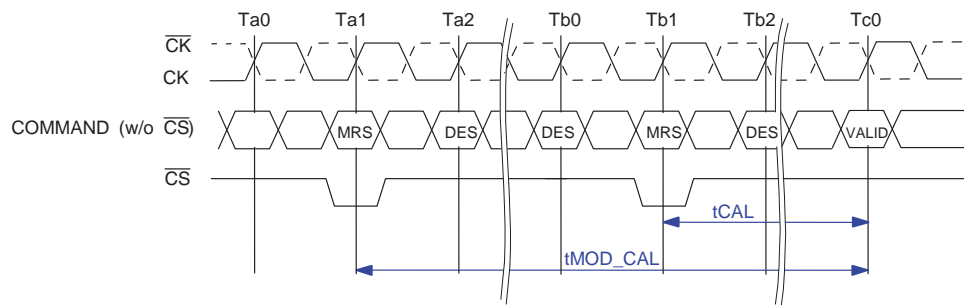 Ta0 Ta1 Ta2 Tb0 Tb1 Tb2 Tc0
CK
CK
COMMAND (w/o CS) MRS DES DES MRS DES VALID
CS
tCAL
tMOD_CAL